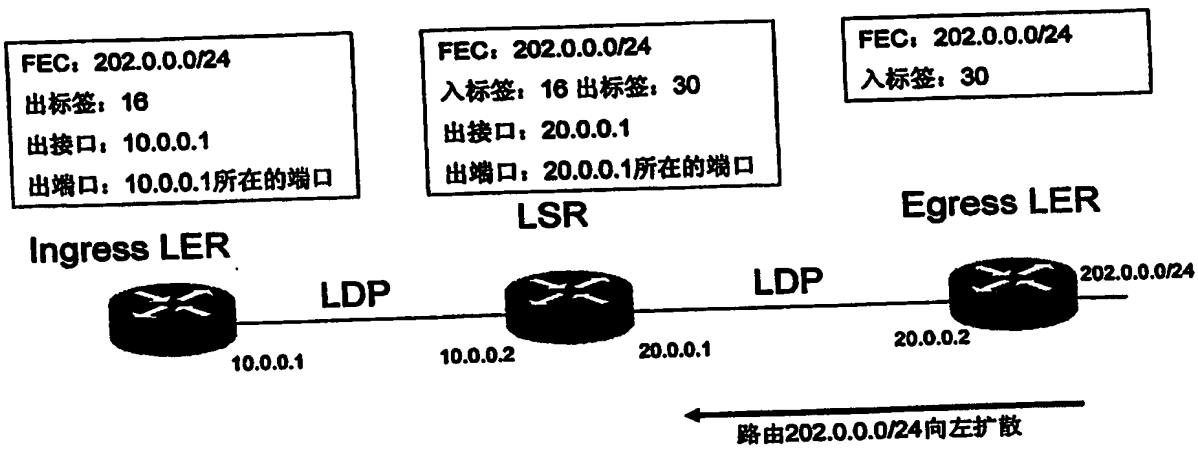 FEC：202.0.0.0/24
出标签：16
出接口：10.0.0.1
出端口：10.0.0.1所在的端口
FEC：202.0.0.0/24
入标签：16 出标签：30
出接口：20.0.0.1
出端口：20.0.0.1所在的端口
FEC：202.0.0.0/24
入标签：30
Ingress LER
LSR
Egress LER
LDP
LDP
202.0.0.0/24
10.0.0.1
10.0.0.2
20.0.0.1
20.0.0.2
路由202.0.0.0/24向左扩散